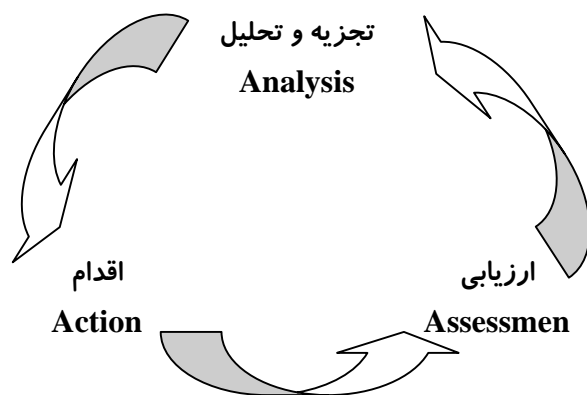 تجزیه و تحلیل
Analysis
اقدام
Action
ارزیابی
Assessmen